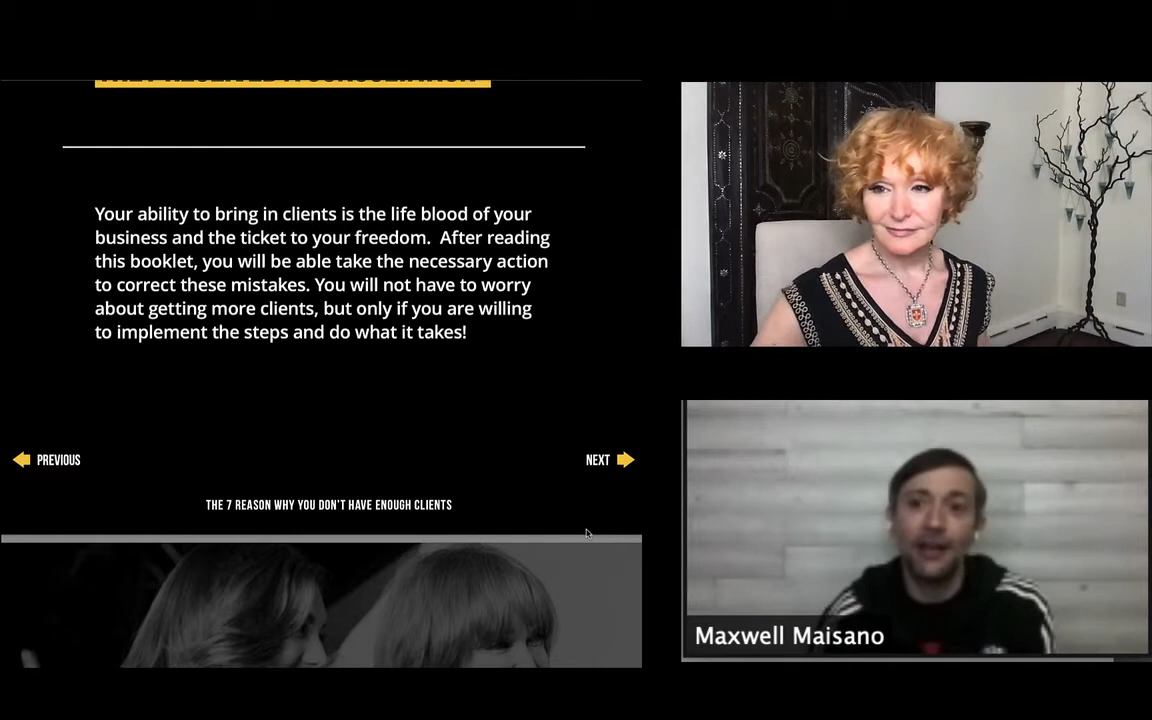 Your ability to bring in clients is the life blood of your
business and the ticket to your freedom.  After reading
this booklet, you will be able take the necessary action
to correct these mistakes. You will not have to worry
about getting more clients, but only if you are willing
to implement the steps and do what it takes!
PREVIOUS
NEXT
THE 7 REASON WHY YOU DON'T HAVE ENOUGH CLIENTS
Maxwell Maisano